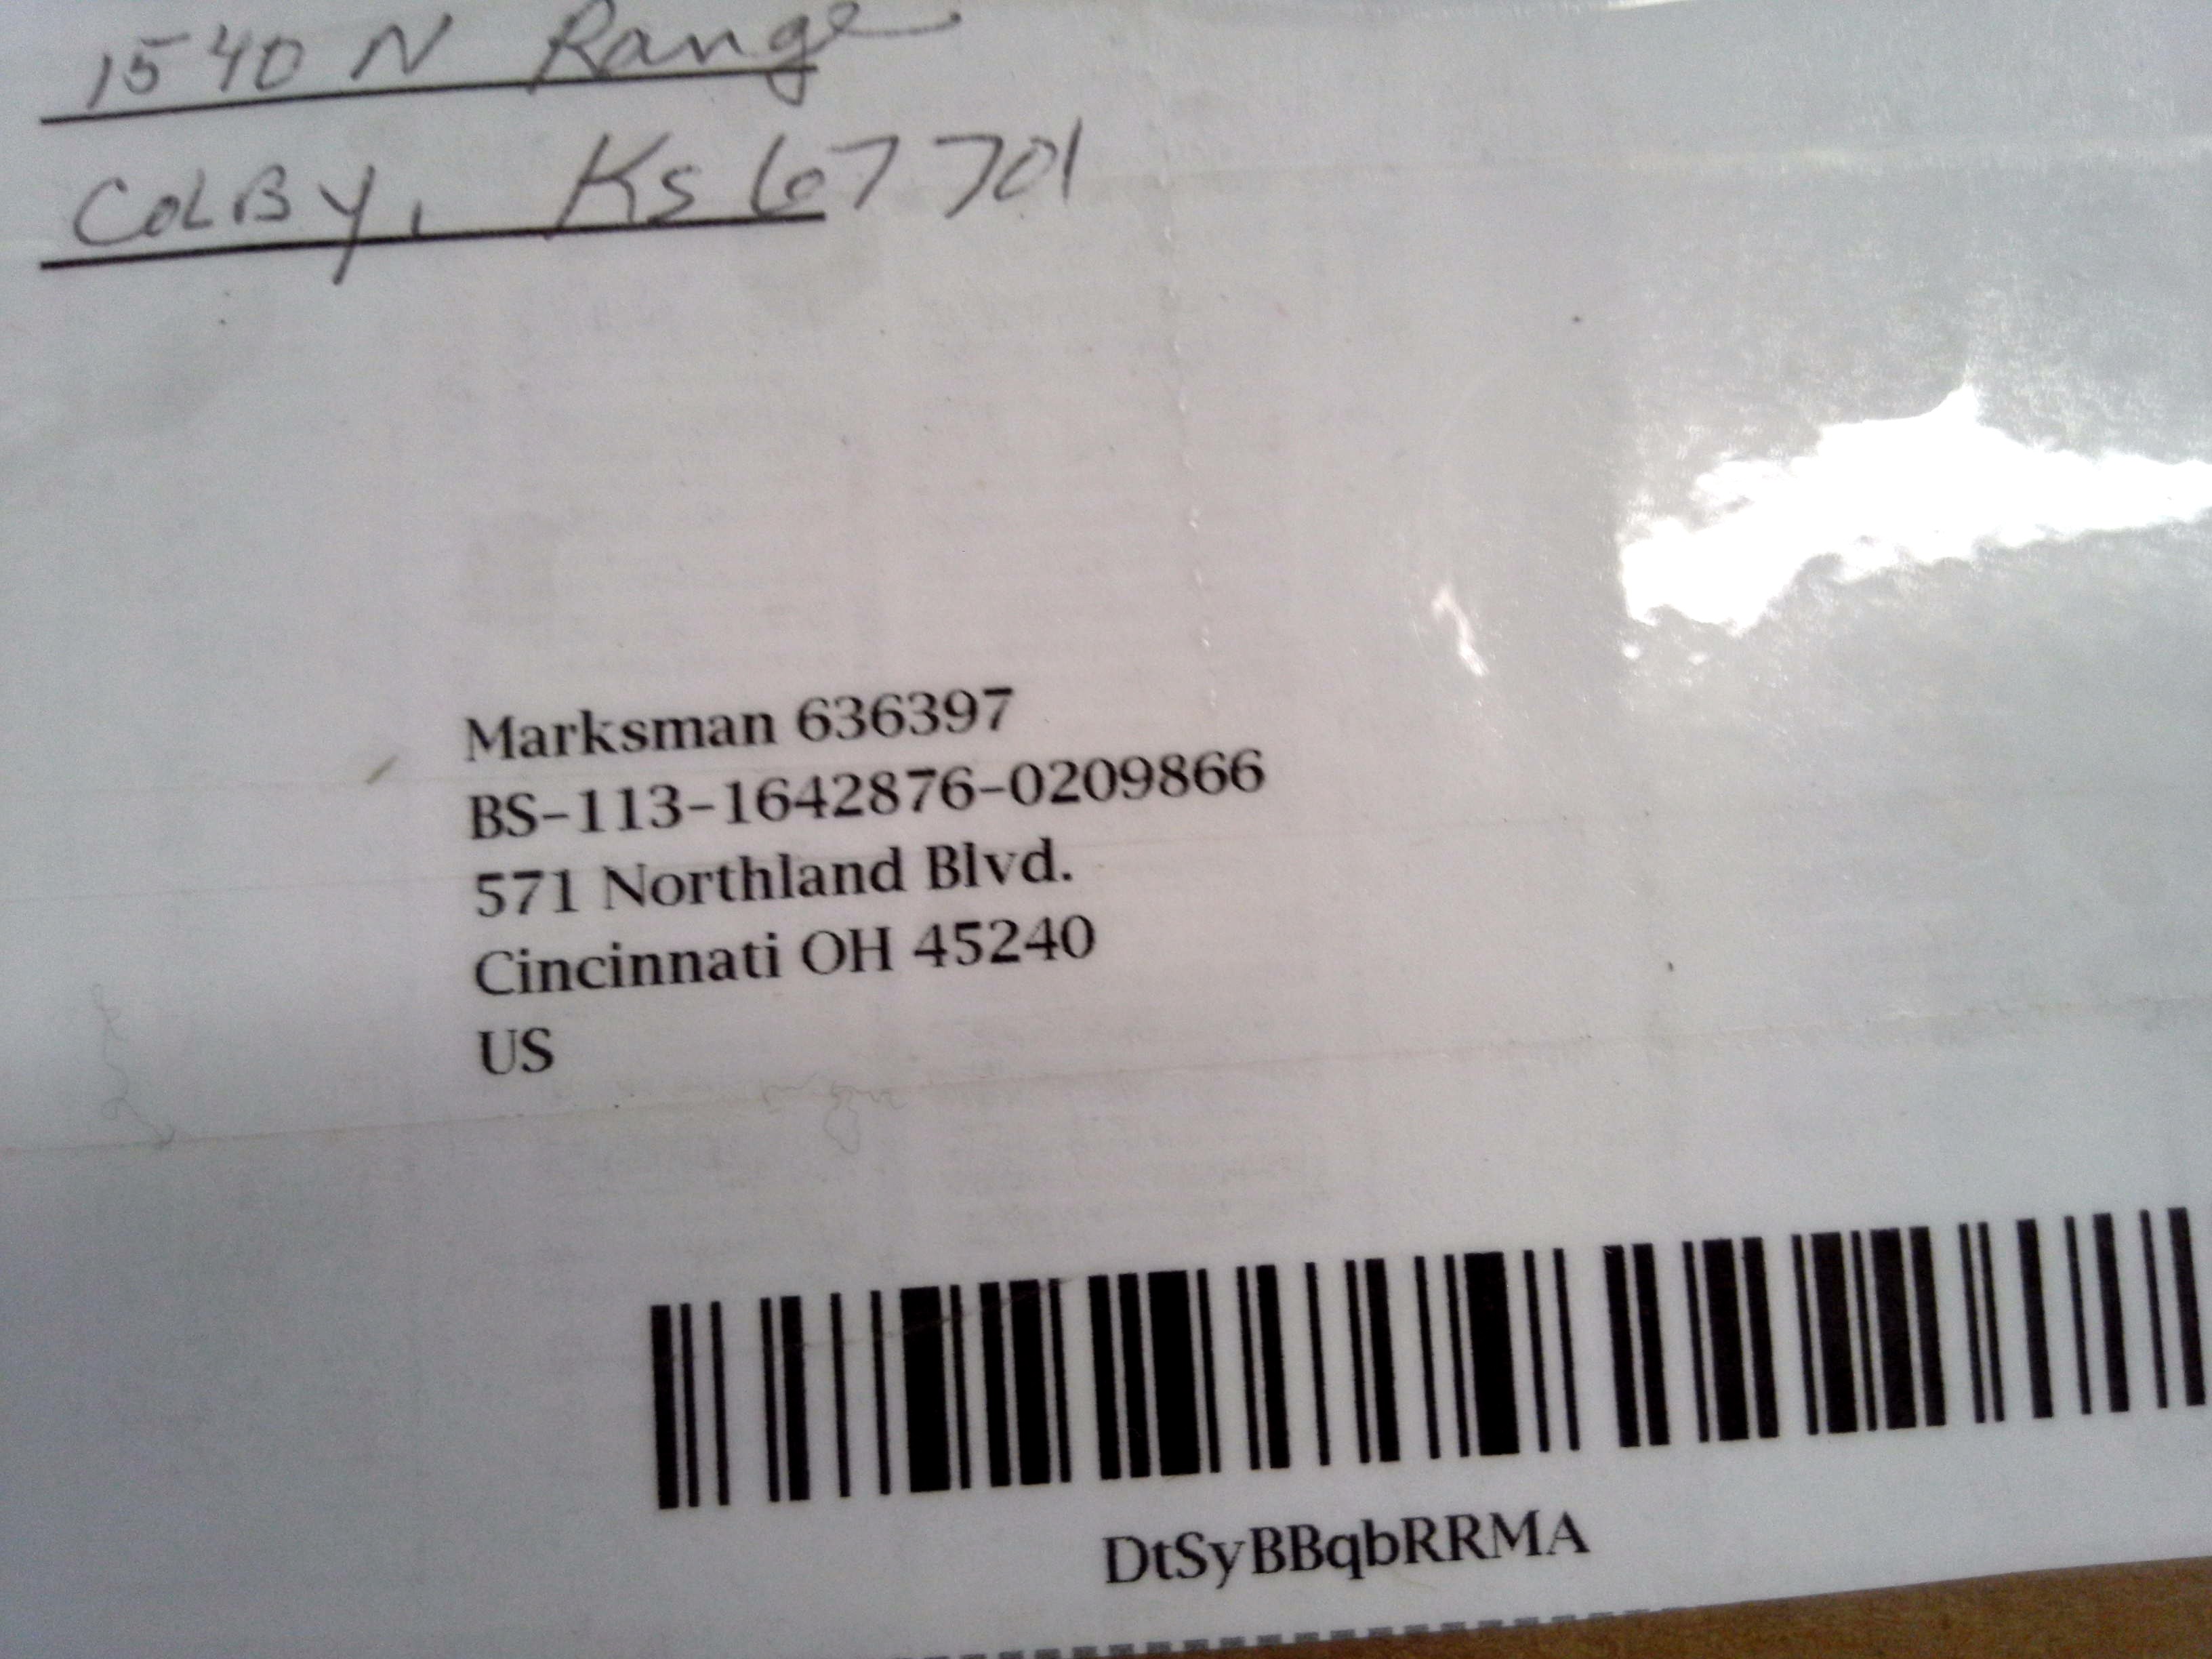 1540 N Range
ColBy, Ks 67701
Marksman 636397
BS-113-1642876-0209866
571 Northland Blvd.
Cincinnati OH 45240
US
DtSyBBqbRRMA